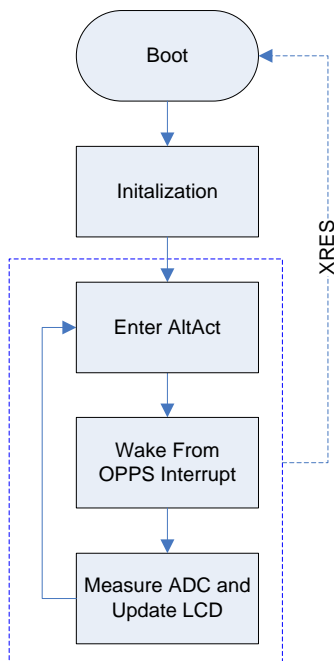 Boot
Initalization
XRES
Enter AltAct
Wake From
OPPS Interrupt
Measure ADC and
Update LCD